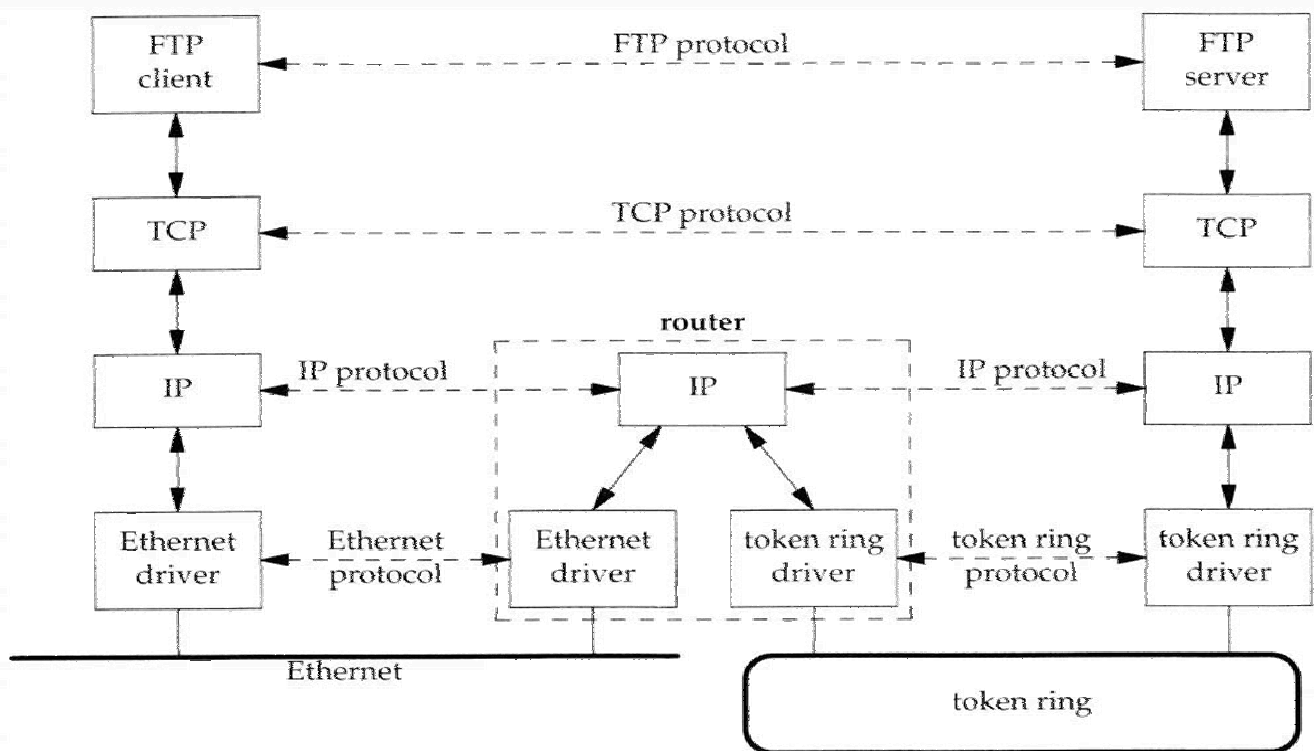 FTP
client
FTP protocol
FTP
server
TCP
TCP protocol
TCP
router
IP
IP protocol
IP
IP protocol
IP
Ethernet
driver
Ethernet
protocol
Ethernet
driver
token ring
driver
token ring
protocol
token ring
driver
Ethernet
token ring